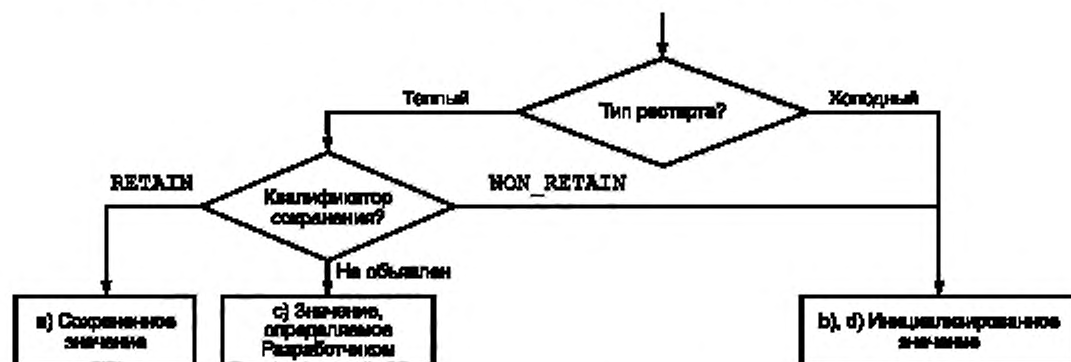 Тип рестарта?
Теплый
Холодный
Квалификатор
сохранения?
RETAIN
NON_RETAIN
Не объявлен
a) Сохраненное
значение
c) Значение,
определяемое
Разработчиком
b), d) Инициализированное
значение